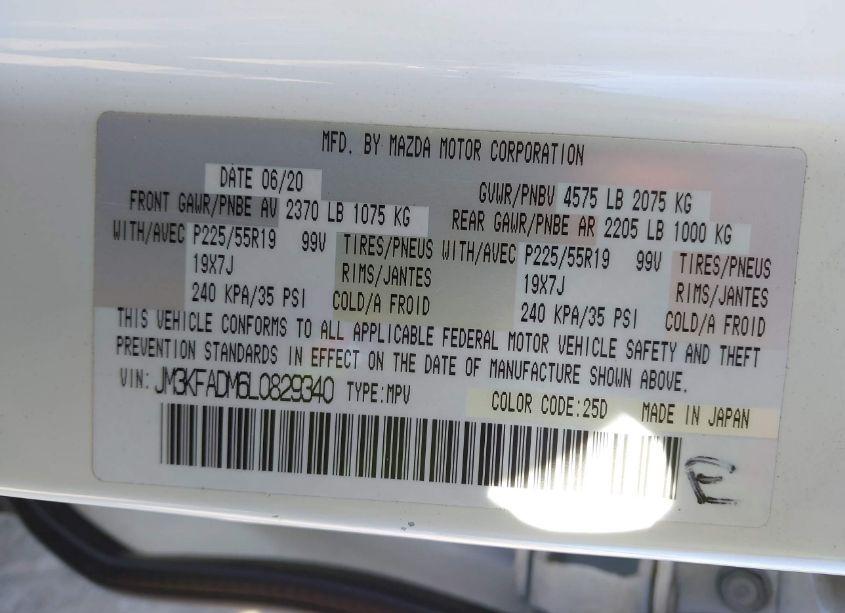 MFD. BY MAZDA MOTOR CORPORATION
DATE 06/20 GVWR/PNBV 4575 LB 2075 KG
FRONT GAWR/PNBE AV 2370 LB 1075 KG REAR GAWR/PNBE AR 2205 LB 1000 KG
WITH/AVEC P225/55R19 99V TIRES/PNEUS WITH/AVEC P225/55R19 99V TIRES/PNEUS
19X7J RIMS/JANTES 19X7J RIMS/JANTES
240 KPA/35 PSI COLD/A FROID 240 KPA/35 PSI COLD/A FROID
THIS VEHICLE CONFORMS TO ALL APPLICABLE FEDERAL MOTOR VEHICLE SAFETY AND THEFT
PREVENTION STANDARDS IN EFFECT ON THE DATE OF MANUFACTURE SHOWN ABOVE.
VIN: JM3KFADM6L0829340 TYPE:MPV COLOR CODE:25D MADE IN JAPAN
E